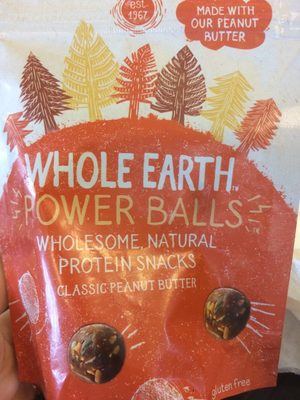 est.
1967
MADE WITH
OUR PEANUT
BUTTER
WHOLE EARTH™
POWER BALLS
WHOLESOME, NATURAL
PROTEIN SNACKS
CLASSIC PEANUT BUTTER
gluten free